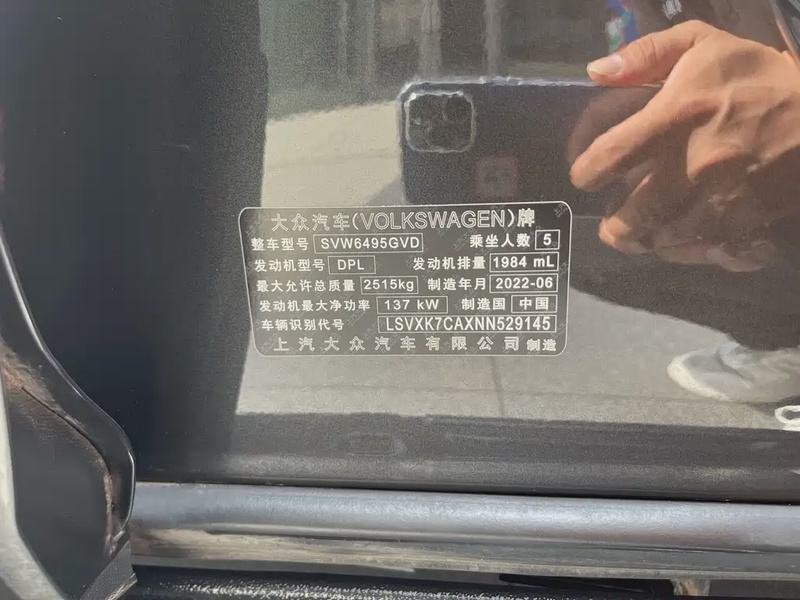 大众汽车(VOLKSWAGEN)牌
整车型号 SVW6495GVD 乘坐人数 5
发动机型号 DPL 发动机排量 1984 mL
最大允许总质量 2515kg 制造年月 2022-06
发动机最大净功率 137 kW 制造国 中国
车辆识别代号 LSVXK7CAXNN529145
上汽大众汽车有限公司 制造